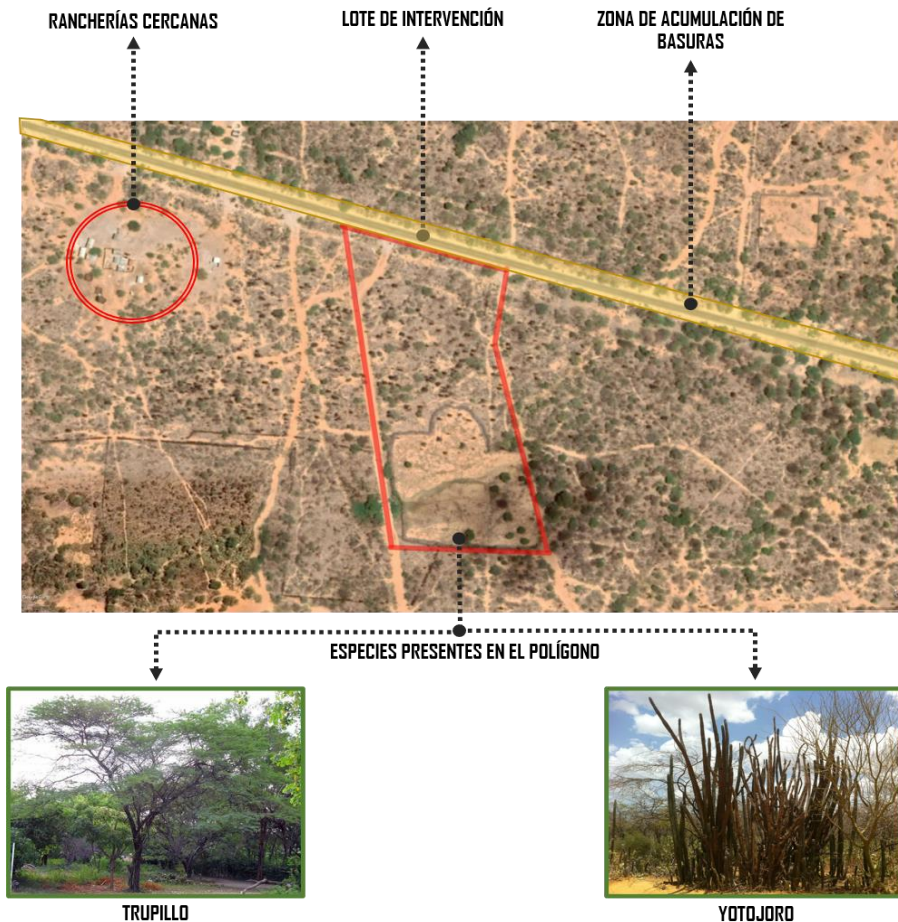 RANCHERÍAS CERCANAS
LOTE DE INTERVENCIÓN
ZONA DE ACUMULACIÓN DE
BASURAS
ESPECIES PRESENTES EN EL POLÍGONO
TRUPILLO
YOTOJORO